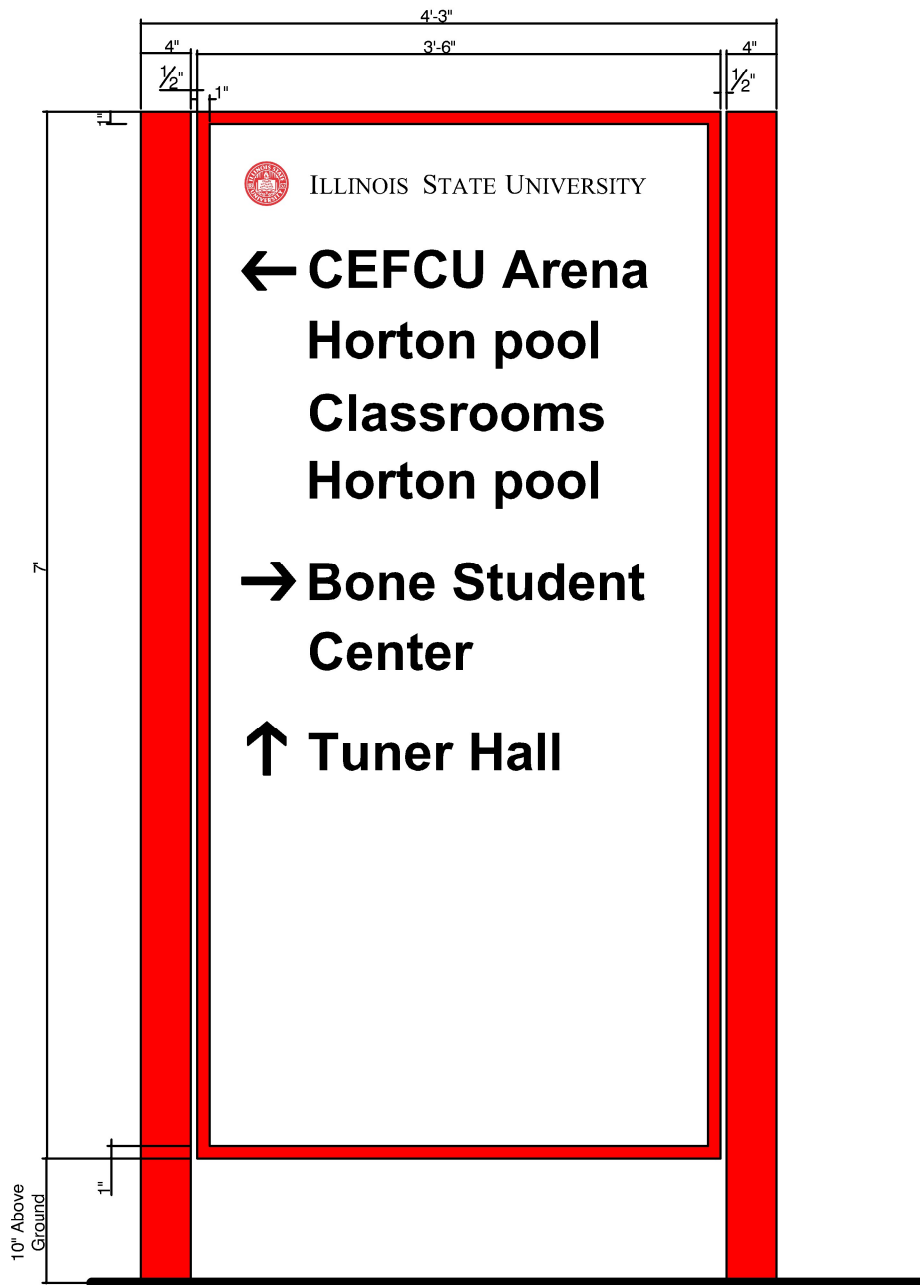 4'-3"
4" 3'-6" 4"
1/2" 1/2"
1"
1"
ILLINOIS STATE UNIVERSITY
← CEFCU Arena
Horton pool
Classrooms
Horton pool
7'
→ Bone Student
Center
↑ Tuner Hall
1"
10" Above
Ground